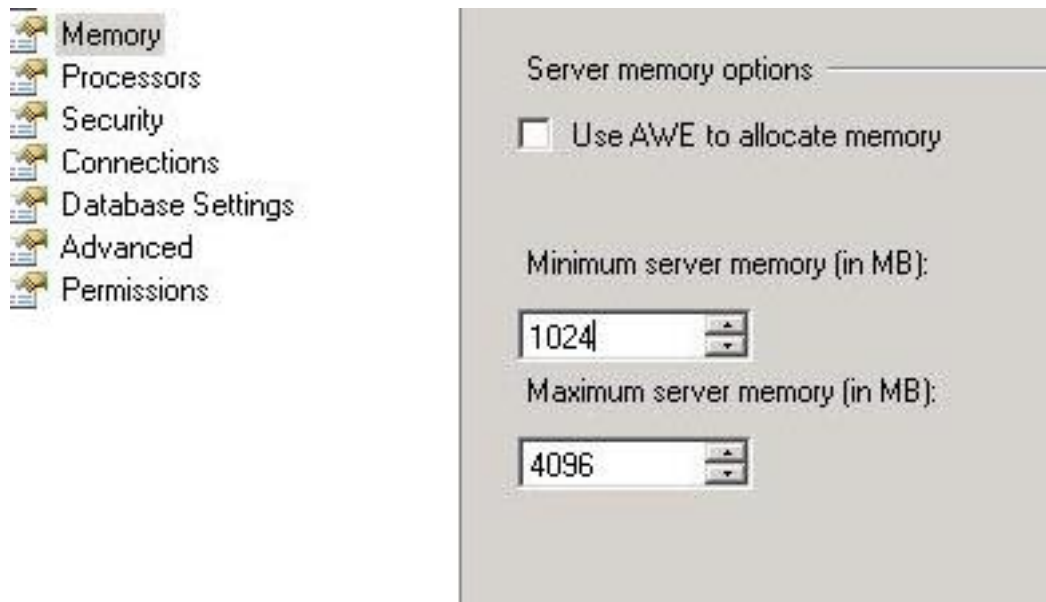 Memory
Processors
Security
Connections
Database Settings
Advanced
Permissions
Server memory options
Use AWE to allocate memory
Minimum server memory (in MB):
1024
Maximum server memory (in MB):
4096